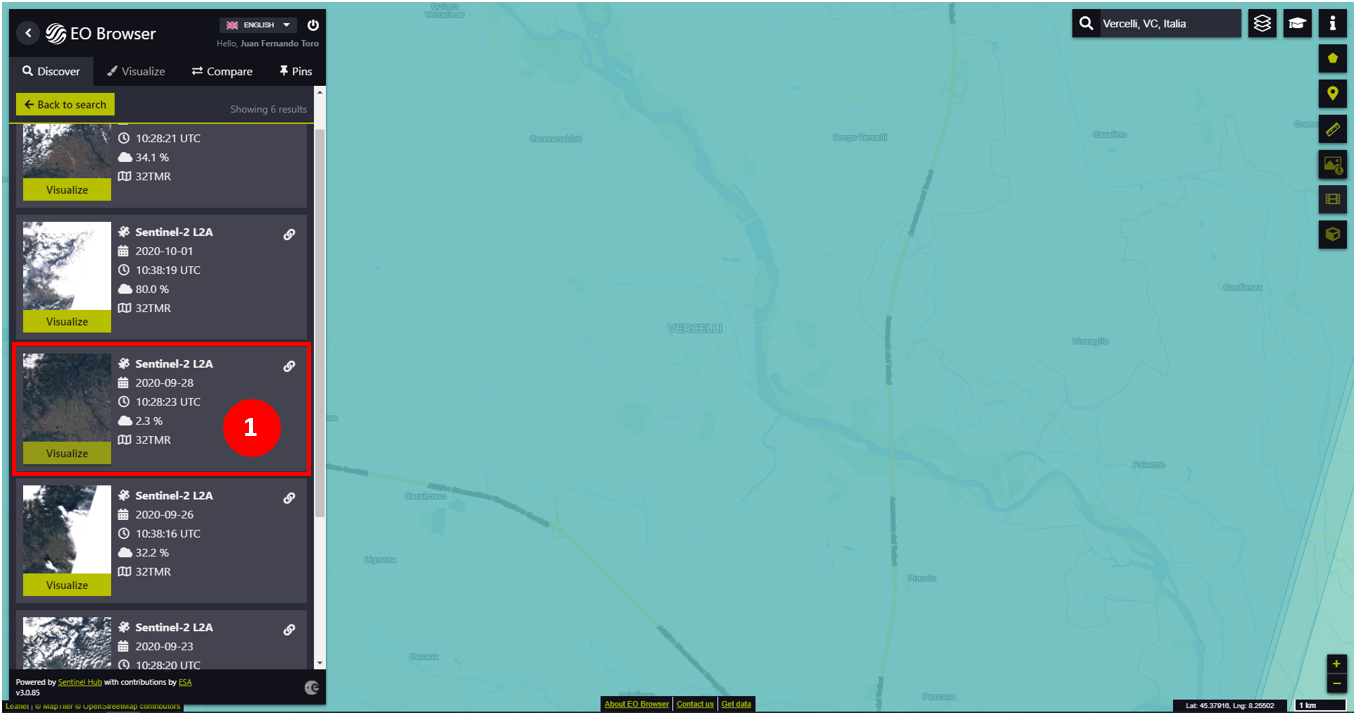 EO Browser
ENGLISH
Hello, Juan Fernando Toro
Discover
Visualize
Compare
Pins
Back to search
Showing 6 results
10:28:21 UTC
34.1 %
32TMR
Visualize
Sentinel-2 L2A
2020-10-01
10:38:19 UTC
80.0 %
32TMR
Visualize
Sentinel-2 L2A
2020-09-28
10:28:23 UTC
2.3 %
32TMR
Visualize
1
Sentinel-2 L2A
2020-09-26
10:38:16 UTC
32.2 %
32TMR
Visualize
Sentinel-2 L2A
2020-09-23
10:28:20 UTC
Powered by Sentinel Hub with contributions by ESA
v3.0.85
Leaflet | © MapTiler © OpenStreetMap contributors
Vercelli, VC, Italia
Quinto
Vercellese
Caresanablot
Borgo Vercelli
Casalino
Confienza
VERCELLI
Vinzaglio
Palestro
Lignana
Prarolo
Desana
Pezzana
About EO Browser
Contact us
Get data
Lat: 45.37916, Lng: 8.25502
1 km